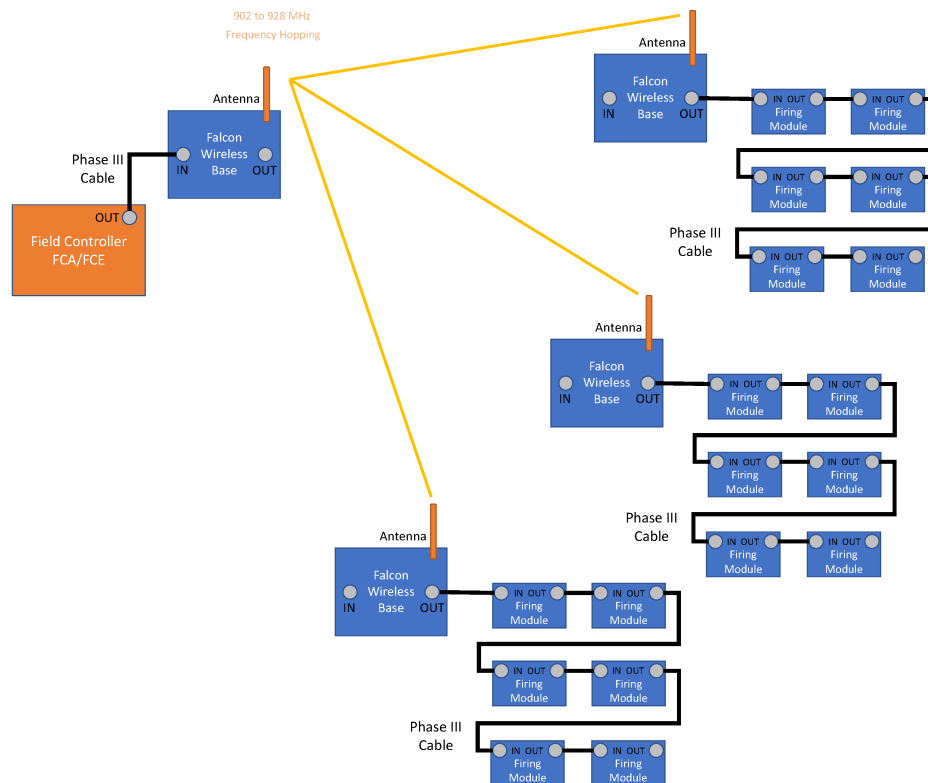 902 to 928 MHz
Frequency Hopping
Antenna
Falcon
Wireless
Base
IN
OUT
Phase III
Cable
OUT
Field Controller
FCA/FCE
Antenna
Falcon
Wireless
Base
IN
OUT
IN OUT
Firing
Module
IN OUT
Firing
Module
IN OUT
Firing
Module
IN OUT
Firing
Module
Phase III
Cable
IN OUT
Firing
Module
IN OUT
Firing
Module
Antenna
Falcon
Wireless
Base
IN
OUT
IN OUT
Firing
Module
IN OUT
Firing
Module
IN OUT
Firing
Module
IN OUT
Firing
Module
Phase III
Cable
IN OUT
Firing
Module
IN OUT
Firing
Module
Antenna
Falcon
Wireless
Base
IN
OUT
IN OUT
Firing
Module
IN OUT
Firing
Module
IN OUT
Firing
Module
IN OUT
Firing
Module
Phase III
Cable
IN OUT
Firing
Module
IN OUT
Firing
Module